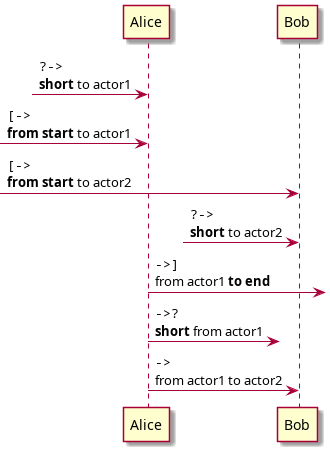 Alice Bob
?->
short to actor1
[->
from start to actor1
[->
from start to actor2
?->
short to actor2
->]
from actor1 to end
->?
short from actor1
->
from actor1 to actor2
Alice Bob